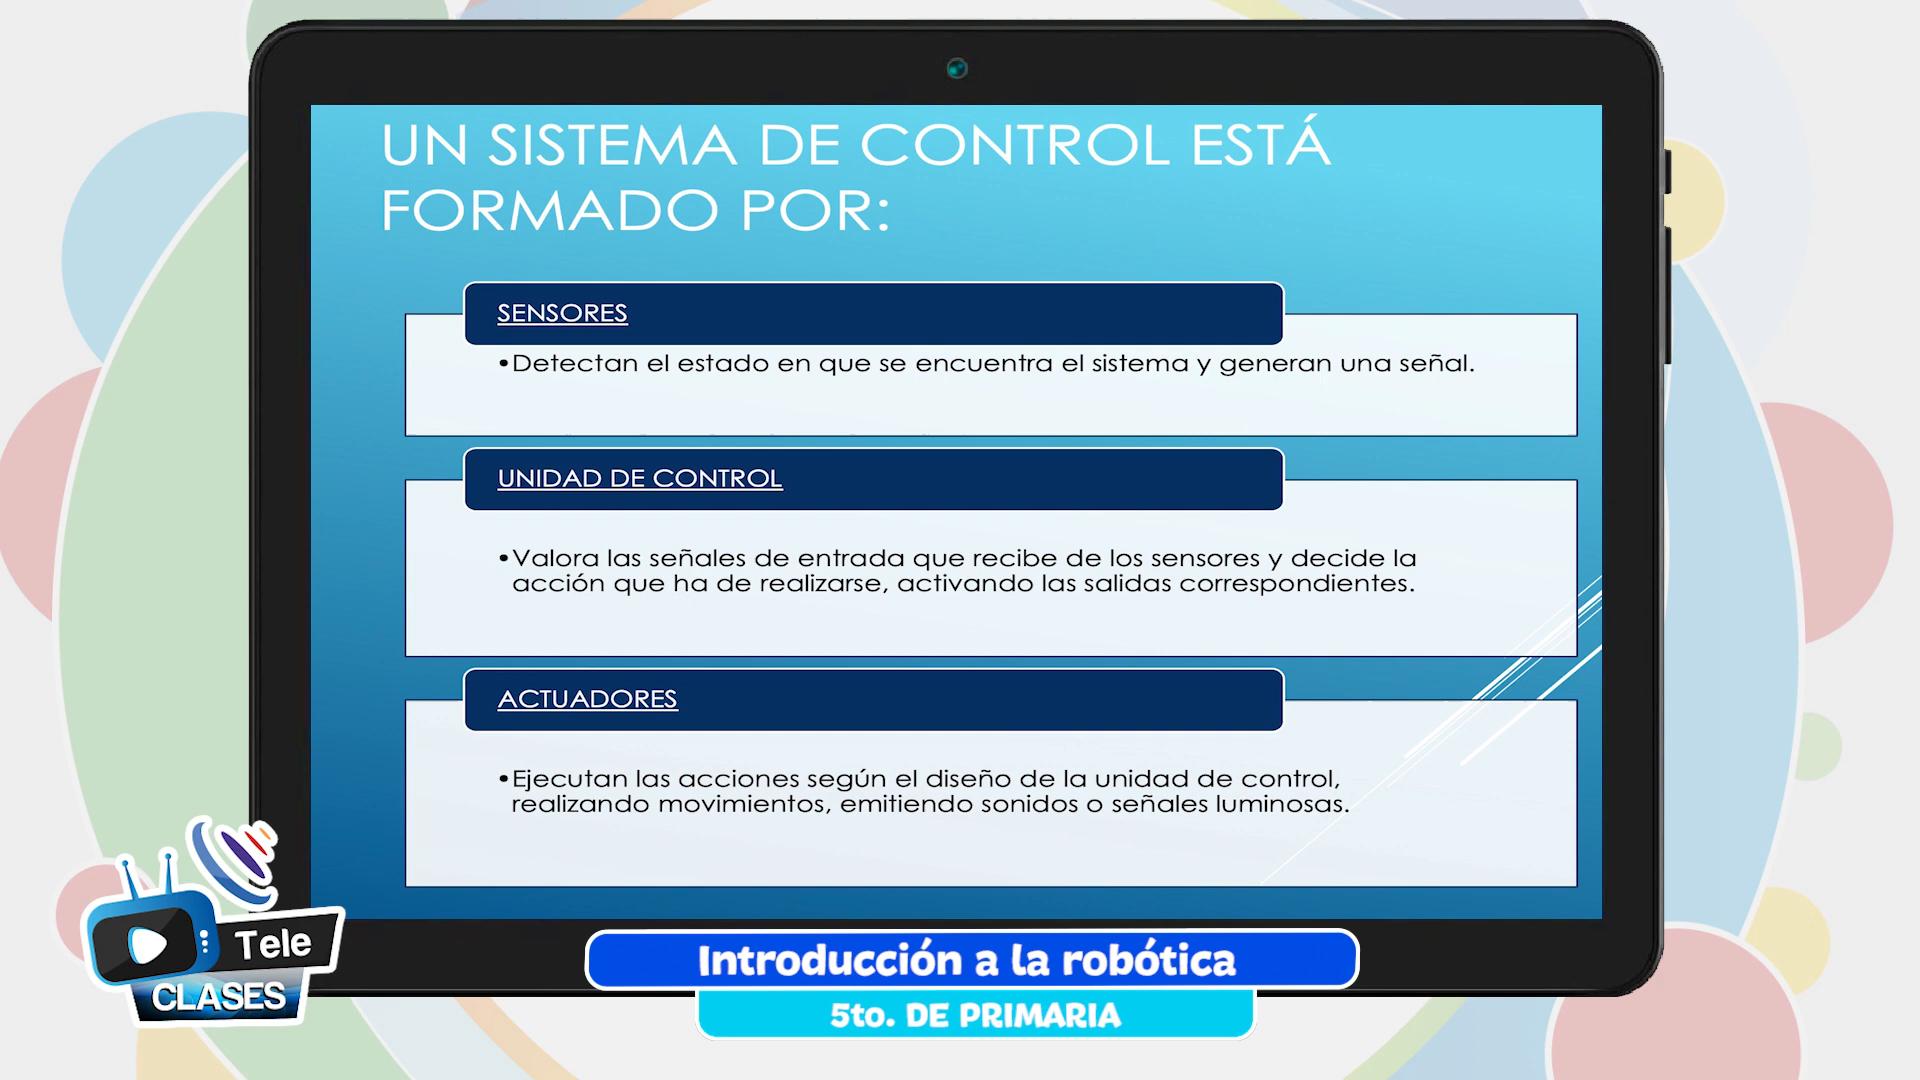 UN SISTEMA DE CONTROL ESTÁ
FORMADO POR:
SENSORES
•Detectan el estado en que se encuentra el sistema y generan una señal.
UNIDAD DE CONTROL
•Valora las señales de entrada que recibe de los sensores y decide la
acción que ha de realizarse, activando las salidas correspondientes.
ACTUADORES
•Ejecutan las acciones según el diseño de la unidad de control,
realizando movimientos, emitiendo sonidos o señales luminosas.
Tele
CLASES
Introducción a la robótica
5to. DE PRIMARIA